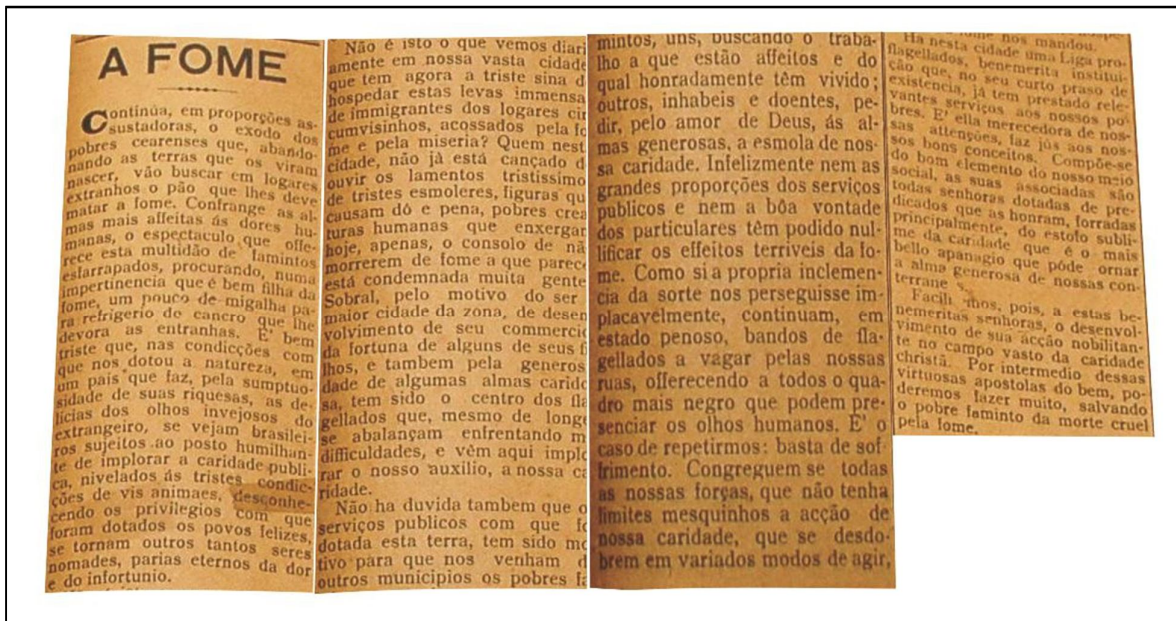 A FOME
Continúa, em proporções as-
sustadoras, o exodo dos
pobres cearenses que, abando-
nando as terras que os viram
nascer, vão buscar em logares
extranhos o pão que lhes deve
matar a fome. Confrange as al-
mas mais affeitas ás dores hu-
manas, o espectaculo que offe-
rece esta multidão de famintos
esfarrapados, procurando, numa
impertinencia que é bem filha da
fome, um pouco de migalha pa-
ra refrigerio do cancro que lhe
devora as entranhas. E' bem
triste que, nas condicções com
que nos dotou a natureza, em
um pais que faz, pela sumptuo-
sidade de suas riquesas, as de-
licias dos olhos invejosos do
extrangeiro, se vejam brasilei-
ros sujeitos ao posto humilhan-
te de implorar a caridade publi-
ca, nivelados ás tristes condic-
ções de vis animaes, desconhe-
cendo os privilegios com que
foram dotados os povos felizes,
se tornam outros tantos seres
nomades, parias eternos da dor
e do infortunio.
Não é isto o que vemos diari
amente em nossa vasta cidade
que tem agora a triste sina d
hospedar estas levas immensa
de immigrantes dos logares cir
cumvisinhos, acossados pela fo
me e pela miseria? Quem nest
cidade, não já está cançado d
ouvir os lamentos tristissimo
de tristes esmoleres, figuras qu
causam dó e pena, pobres crea
turas humanas que enxergan
hoje, apenas, o consolo de nã
morrerem de fome a que parec
está condemnada muita gente
Sobral, pelo motivo do ser
maior cidade da zona, de desen
volvimento de seu commerci
da fortuna de alguns de seus fi
lhos, e tambem pela generos
dade de algumas almas carido
sa, tem sido o centro dos fla
gellados que, mesmo de longe
se abalançam enfrentando m
difficuldades, e vêm aqui implo
rar o nosso auxilio, a nossa ca
ridade.
Não ha duvida tambem que o
serviços publicos com que fo
dotada esta terra, tem sido mo
tivo para que nos venham d
outros municipios os pobres fa
mintos, uns, buscando o traba-
lho a que estão affeitos e do
qual honradamente têm vivido;
outros, inhabeis e doentes, pe-
dir, pelo amor de Deus, ás al-
mas generosas, a esmola de nos-
sa caridade. Infelizmente nem as
grandes proporções dos serviços
publicos e nem a bôa vontade
dos particulares têm podido nul-
lificar os effeitos terriveis da fo-
me. Como si a propria inclemen-
cia da sorte nos perseguisse im-
placavelmente, continuam, em
estado penoso, bandos de fla-
gellados a vagar pelas nossas
ruas, offerecendo a todos o qua-
dro mais negro que podem pre-
senciar os olhos humanos. E' o
caso de repetirmos: basta de sof-
frimento. Congreguem se todas
as nossas forças, que não tenha
limites mesquinhos a acção de
nossa caridade, que se desdo-
brem em variados modos de agir,
nos mandou.
Ha nesta cidade uma Liga pro-
flagellados, benemerita institui-
ção que, no seu curto praso de
existencia, já tem prestado rele-
vantes serviços aos nossos po-
bres. E' ella merecedora de nos-
sas attenções, faz jús aos nos-
sos bons conceitos. Compõe-se
do bom elemento do nosso meio
social, as suas associadas são
todas senhoras dotadas de pre-
dicados que as honram, forradas
principalmente, do estofo subli-
me da caridade que é o mais
bello apanagio que póde ornar
a alma generosa de nossas con-
terrane s.
Facili mos, pois, a estas be-
nemeritas senhoras, o desenvol-
vimento de sua acção nobilitan-
te no campo vasto da caridade
christã. Por intermedio dessas
virtuosas apostolas do bem, po-
deremos fazer muito, salvando
o pobre faminto da morte cruel
pela fome.